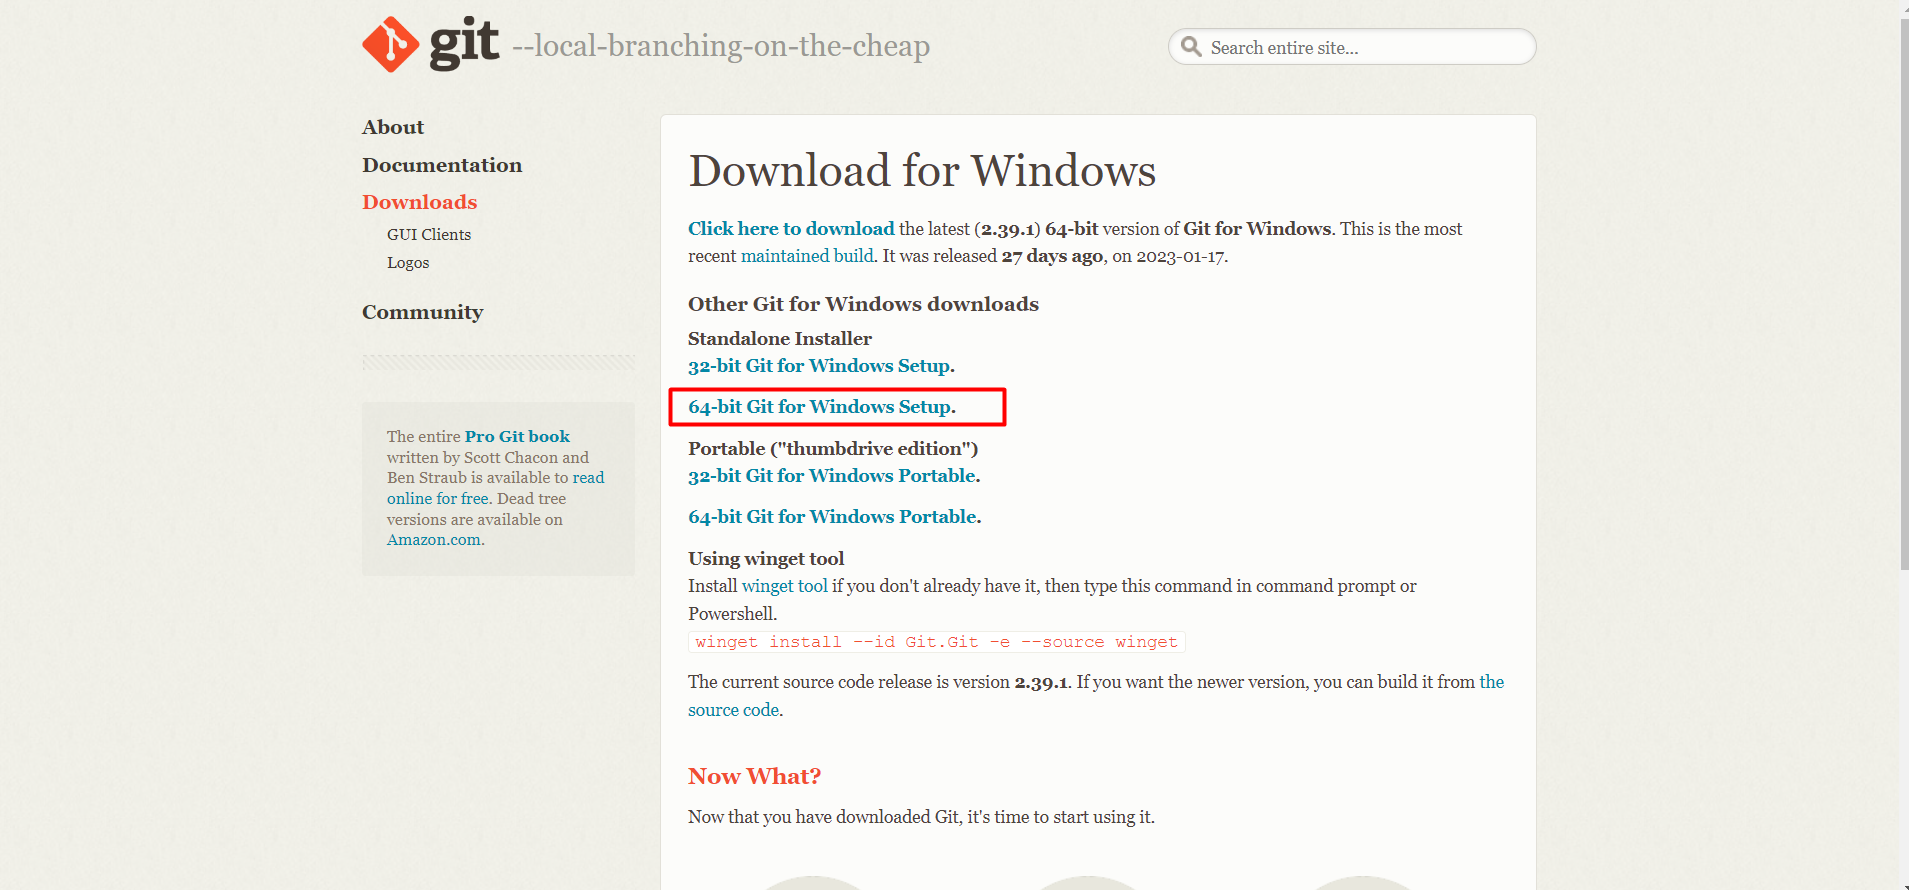 git --local-branching-on-the-cheap
Search entire site...
About
Documentation
Downloads
GUI Clients
Logos
Community
The entire Pro Git book
written by Scott Chacon and
Ben Straub is available to read
online for free. Dead tree
versions are available on
Amazon.com.
Download for Windows
Click here to download the latest (2.39.1) 64-bit version of Git for Windows. This is the most
recent maintained build. It was released 27 days ago, on 2023-01-17.
Other Git for Windows downloads
Standalone Installer
32-bit Git for Windows Setup.
64-bit Git for Windows Setup.
Portable ("thumbdrive edition")
32-bit Git for Windows Portable.
64-bit Git for Windows Portable.
Using winget tool
Install winget tool if you don't already have it, then type this command in command prompt or
Powershell.
winget install --id Git.Git -e --source winget
The current source code release is version 2.39.1. If you want the newer version, you can build it from the
source code.
Now What?
Now that you have downloaded Git, it's time to start using it.